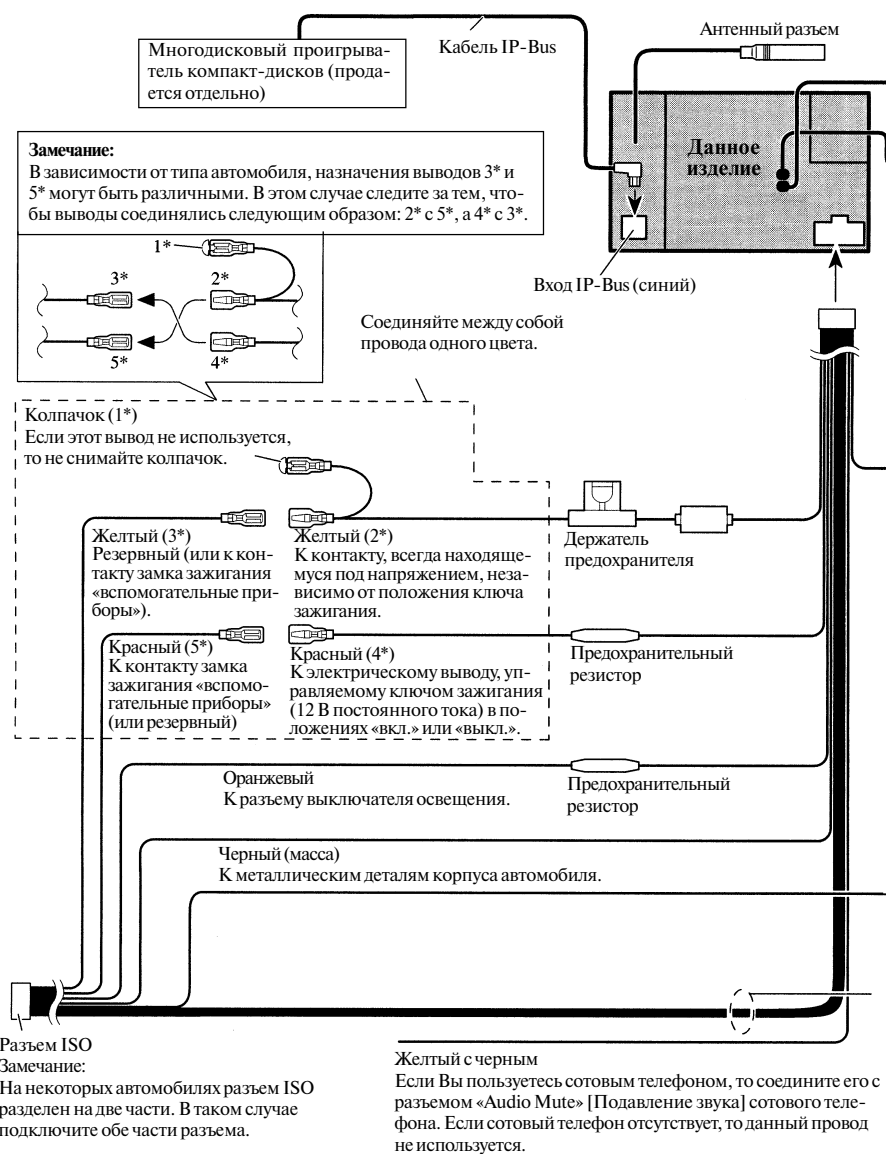 Антенный разъем
Кабель IP-Bus
Многодисковый проигрыва-
тель компакт-дисков (прода-
ется отдельно)
Данное
изделие
Замечание:
В зависимости от типа автомобиля, назначения выводов 3* и
5* могут быть различными. В этом случае следите за тем, что-
бы выводы соединялись следующим образом: 2* с 5*, а 4* с 3*.
1*
3*
2*
5*
4*
Вход IP-Bus (синий)
Соединяйте между собой
провода одного цвета.
Колпачок (1*)
Если этот вывод не используется,
то не снимайте колпачок.
Желтый (3*)
Резервный (или к кон-
такту замка зажигания
«вспомогательные при-
боры»).
Желтый (2*)
К контакту, всегда находяще-
муся под напряжением, неза-
висимо от положения ключа
зажигания.
Держатель
предохранителя
Красный (5*)
К контакту замка
зажигания «вспомо-
гательные приборы»
(или резервный)
Красный (4*)
К электрическому выводу, уп-
равляемому ключом зажигания
(12 В постоянного тока) в по-
ложениях «вкл.» или «выкл.».
Предохранительный
резистор
Оранжевый
К разъему выключателя освещения.
Предохранительный
резистор
Черный (масса)
К металлическим деталям корпуса автомобиля.
Разъем ISO
Замечание:
На некоторых автомобилях разъем ISO
разделен на две части. В таком случае
подключите обе части разъема.
Желтый с черным
Если Вы пользуетесь сотовым телефоном, то соедините его с
разъемом «Audio Mute» [Подавление звука] сотового теле-
фона. Если сотовый телефон отсутствует, то данный провод
не используется.